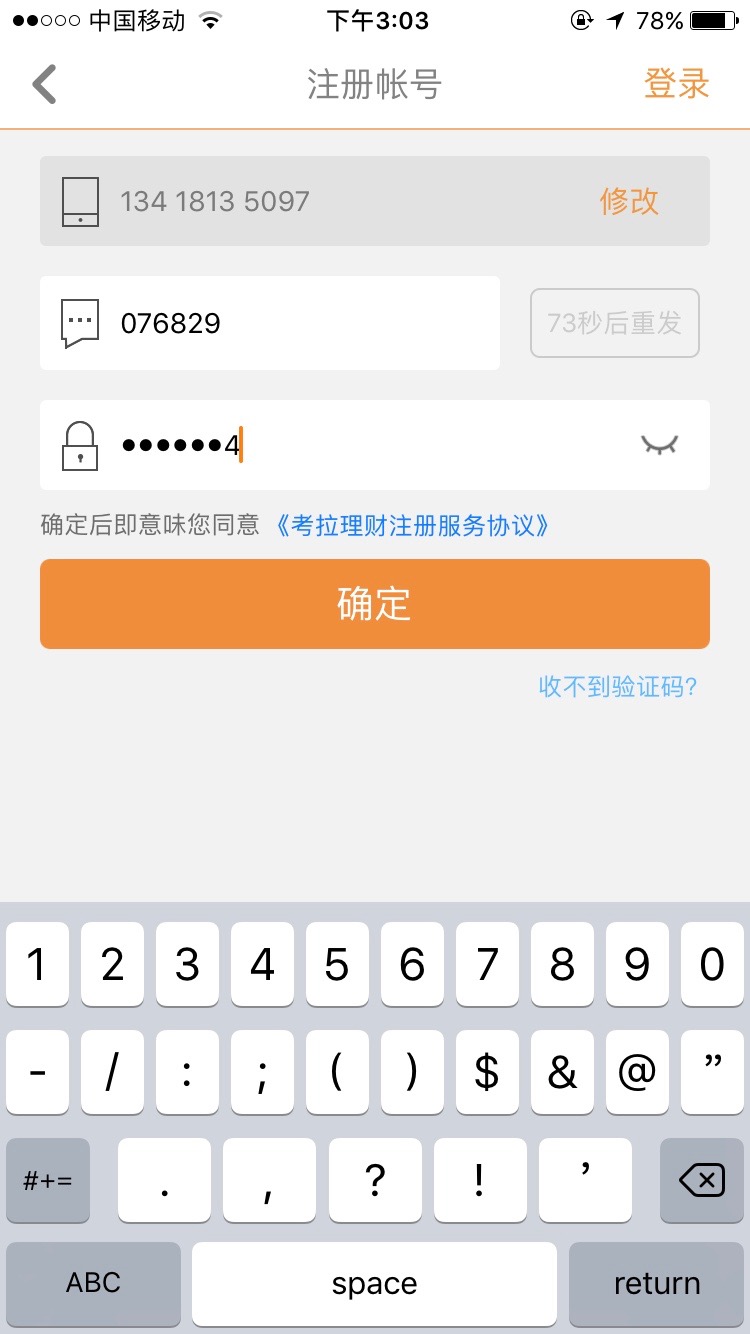 中国移动 下午3:03 78%
注册帐号 登录
134 1813 5097 修改
076829 73秒后重发
••••••4
确定后即意味您同意 《考拉理财注册服务协议》
确定
收不到验证码?
1 2 3 4 5 6 7 8 9 0
- / : ; ( ) $ & @ ”
#+= . , ? ! ’
ABC space return